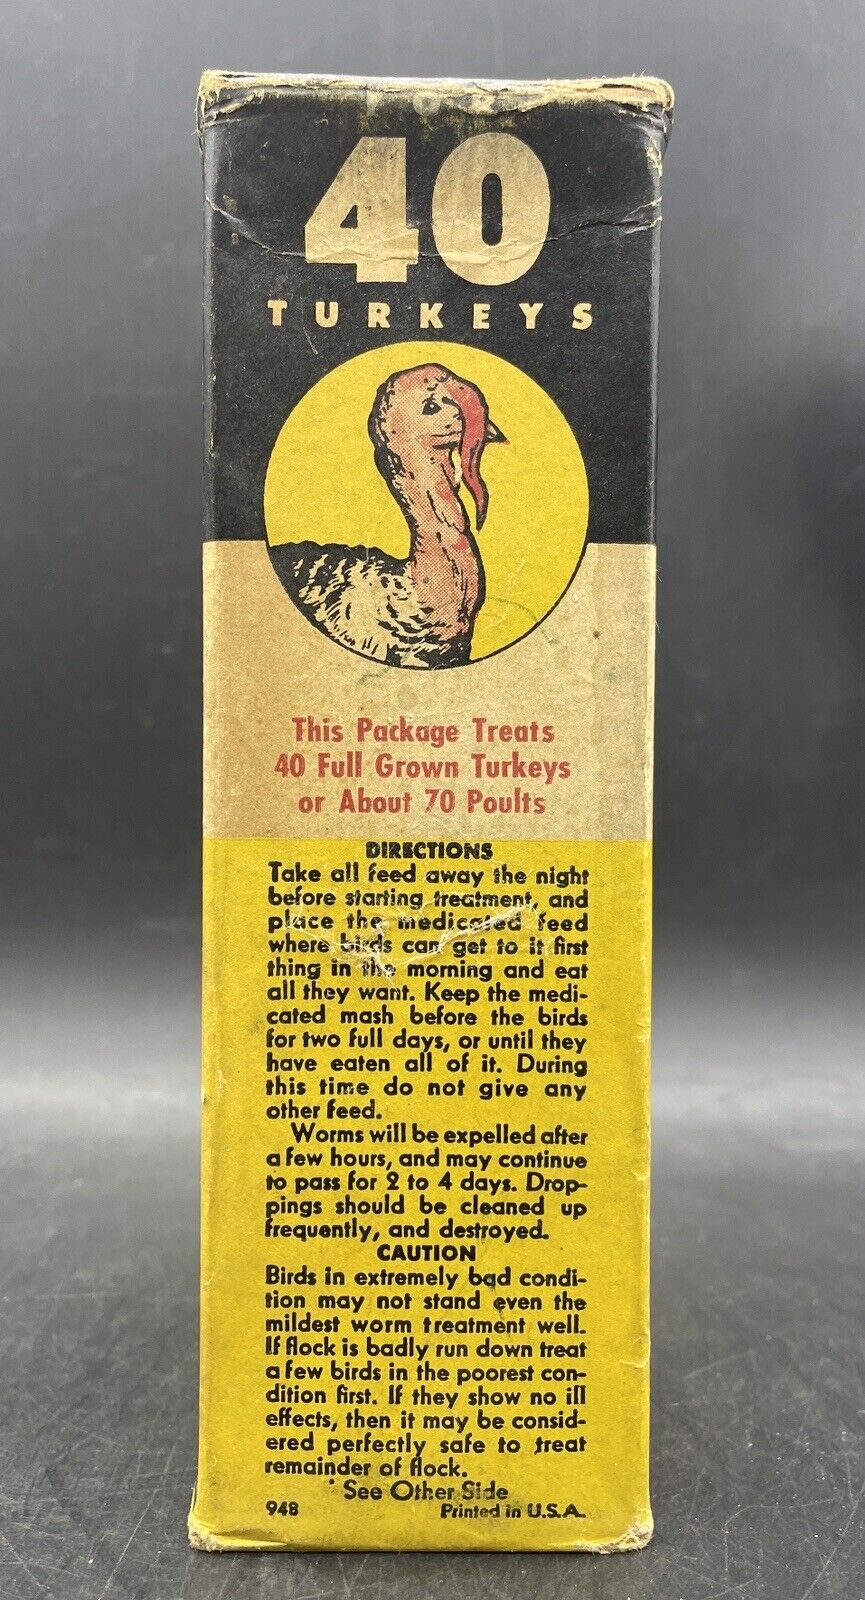 FOR
40
TURKEYS
This Package Treats
40 Full Grown Turkeys
or About 70 Poults
DIRECTIONS
Take all feed away the night
before starting treatment, and
place the medicated feed
where birds can get to it first
thing in the morning and eat
all they want. Keep the medi-
cated mash before the birds
for two full days, or until they
have eaten all of it. During
this time do not give any
other feed.
Worms will be expelled after
a few hours, and may continue
to pass for 2 to 4 days. Drop-
pings should be cleaned up
frequently, and destroyed.
CAUTION
Birds in extremely bad condi-
tion may not stand even the
mildest worm treatment well.
If flock is badly run down treat
a few birds in the poorest con-
dition first. If they show no ill
effects, then it may be consid-
ered perfectly safe to treat
remainder of flock.
See Other Side
948 Printed in U.S.A.